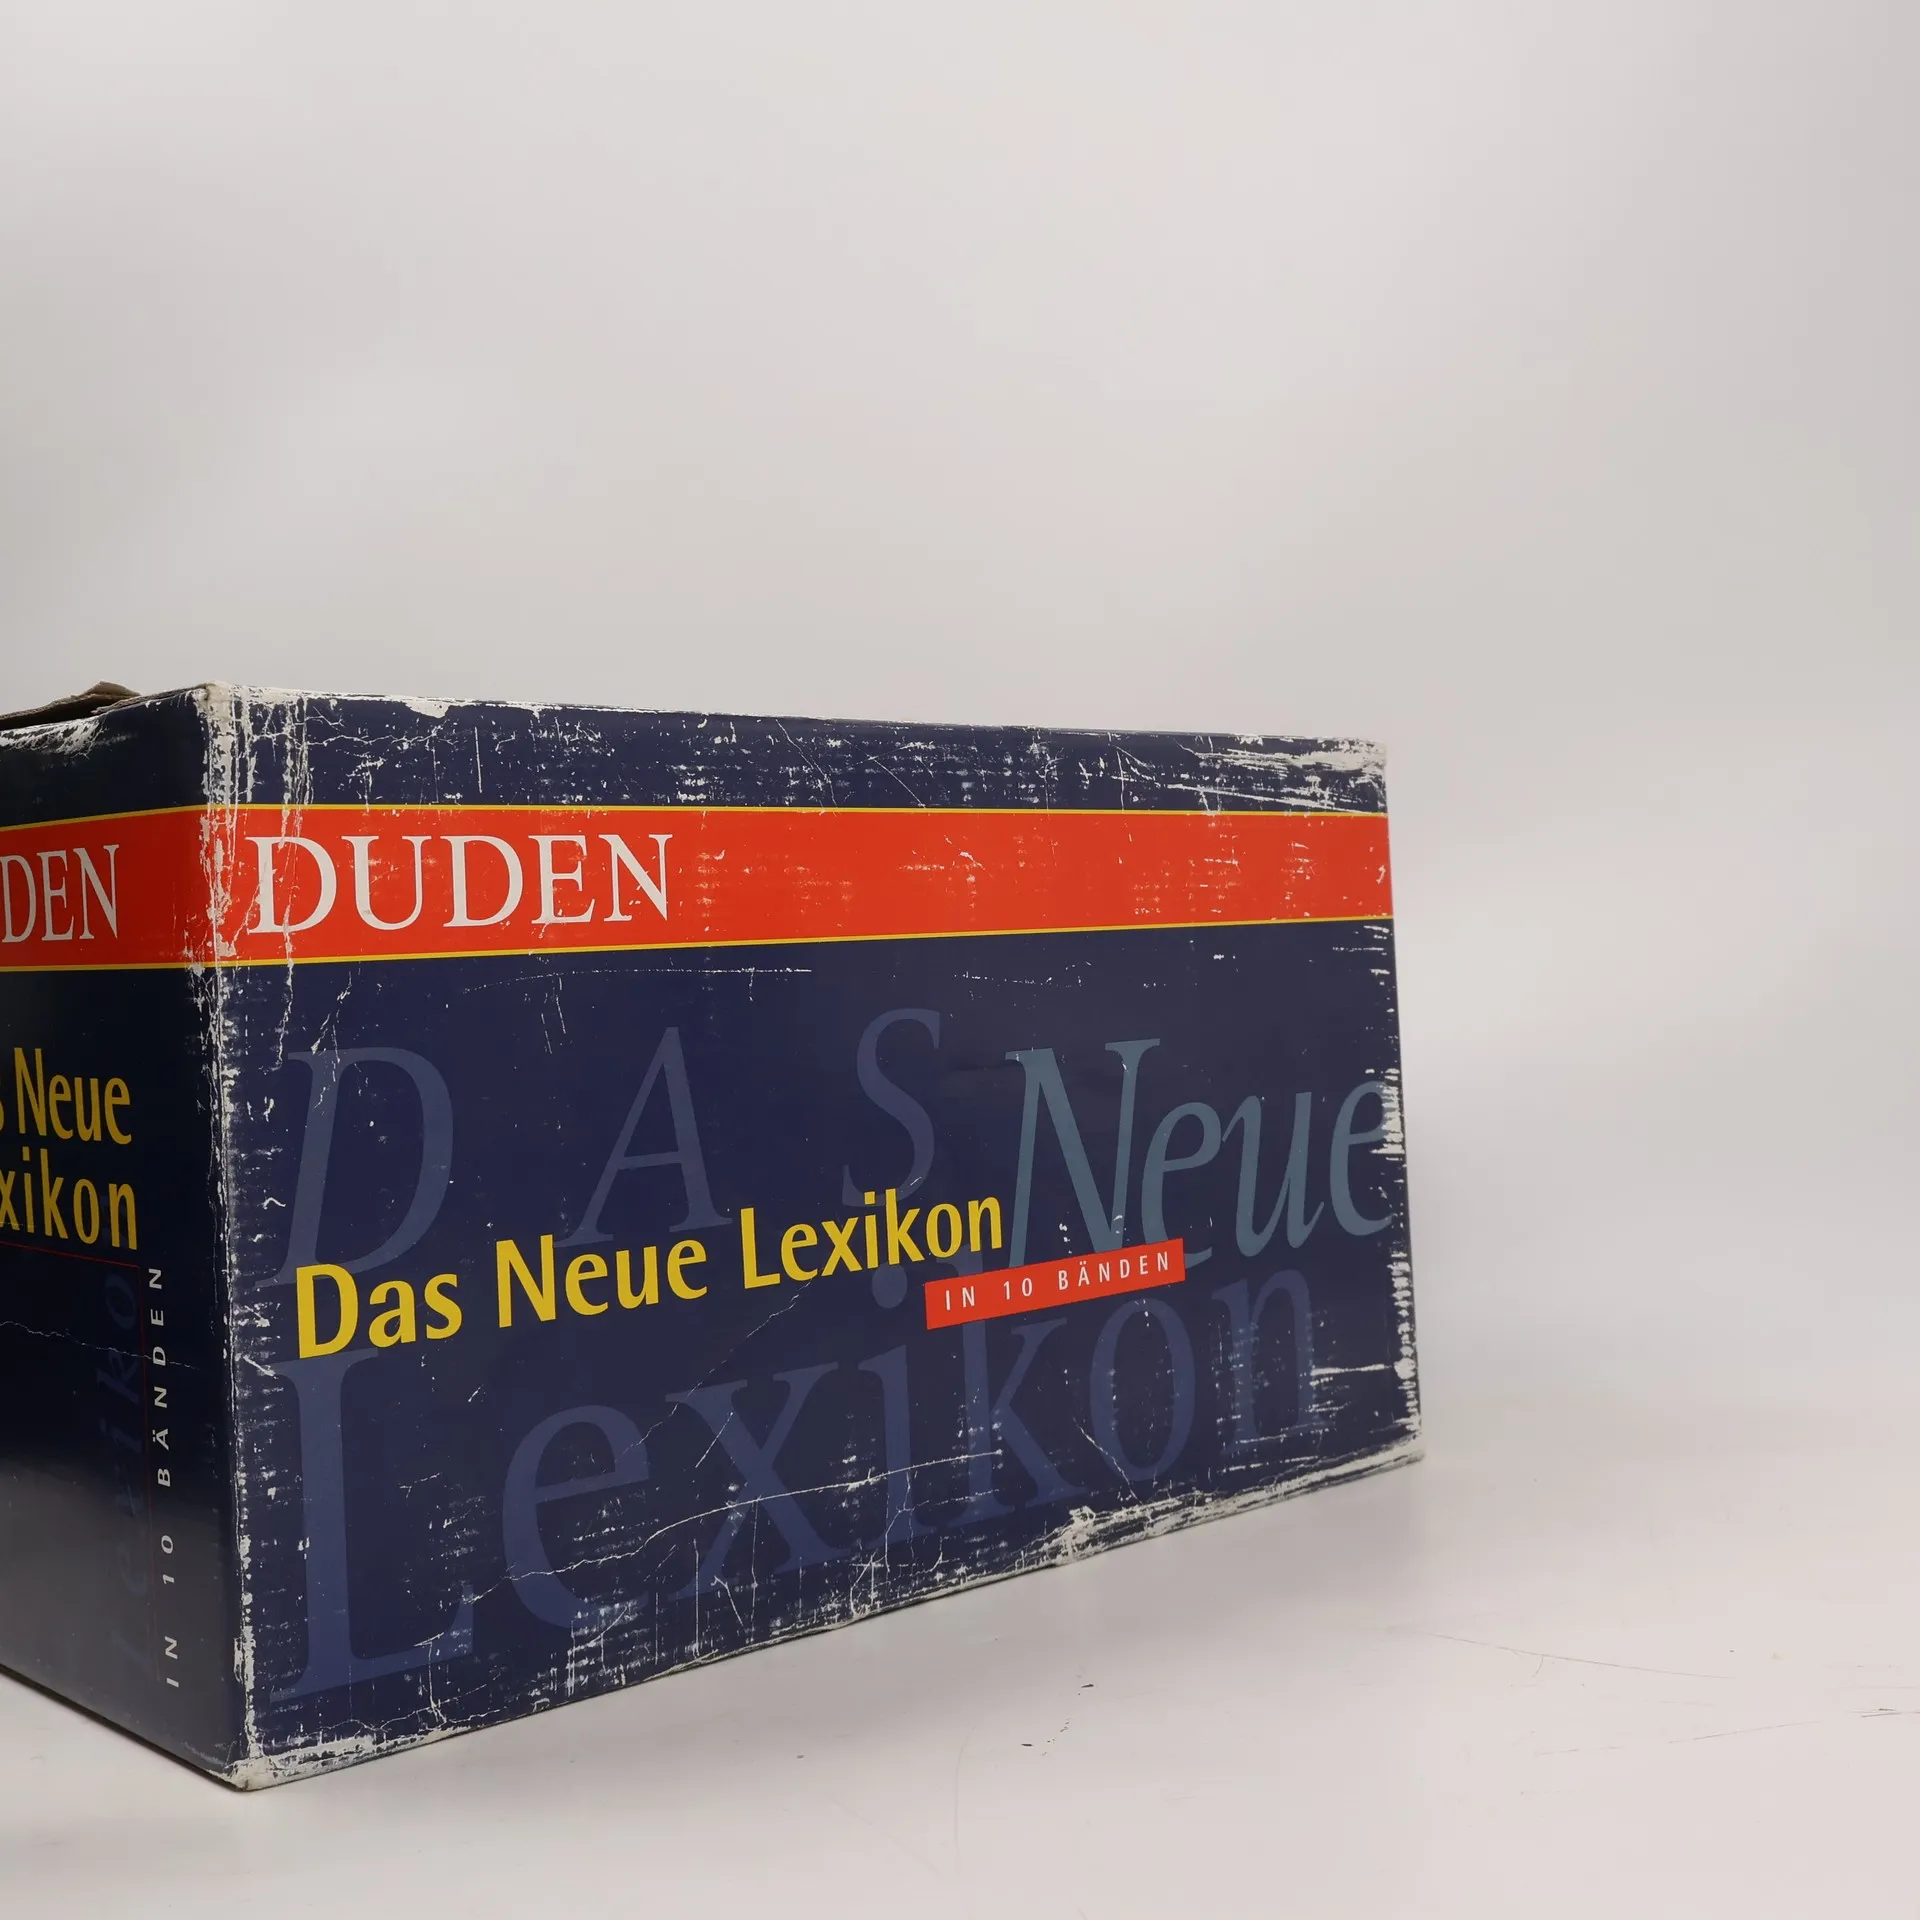 DEN
s Neue
xikon
IN 10 BÄNDEN
DUDEN
DAS Neue
Das Neue Lexikon
IN 10 BÄNDEN
Lexikon